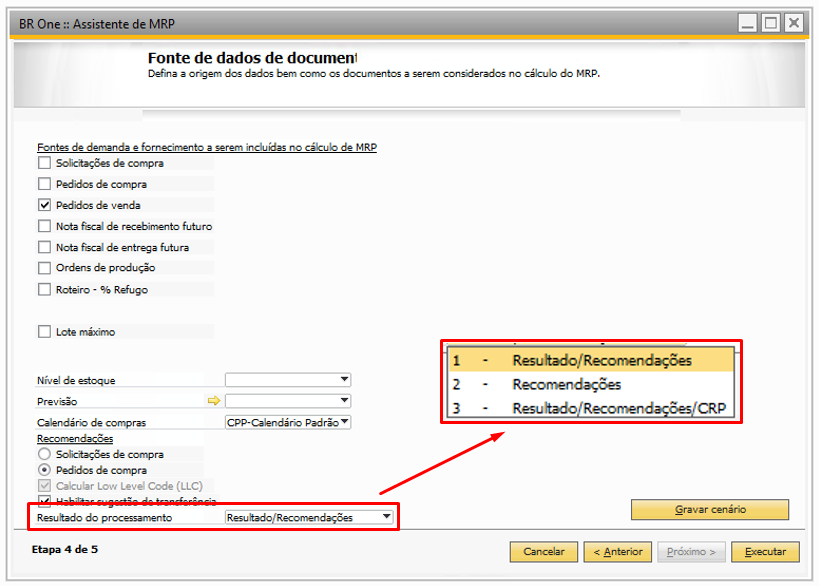 BR One :: Assistente de MRP
Fonte de dados de document
Defina a origem dos dados bem como os documentos a serem considerados no cálculo do MRP.
Fontes de demanda e fornecimento a serem incluídas no cálculo de MRP
Solicitações de compra
Pedidos de compra
Pedidos de venda
Nota fiscal de recebimento futuro
Nota fiscal de entrega futura
Ordens de produção
Roteiro - % Refugo
Lote máximo
1 - Resultado/Recomendações
2 - Recomendações
3 - Resultado/Recomendações/CRP
Nível de estoque
Previsão
Calendário de compras CPP-Calendário Padrão
Recomendações
Solicitações de compra
Pedidos de compra
Calcular Low Level Code (LLC)
Habilitar sugestão de transferência
Resultado do processamento Resultado/Recomendações
Gravar cenário
Etapa 4 de 5
Cancelar < Anterior Próximo > Executar